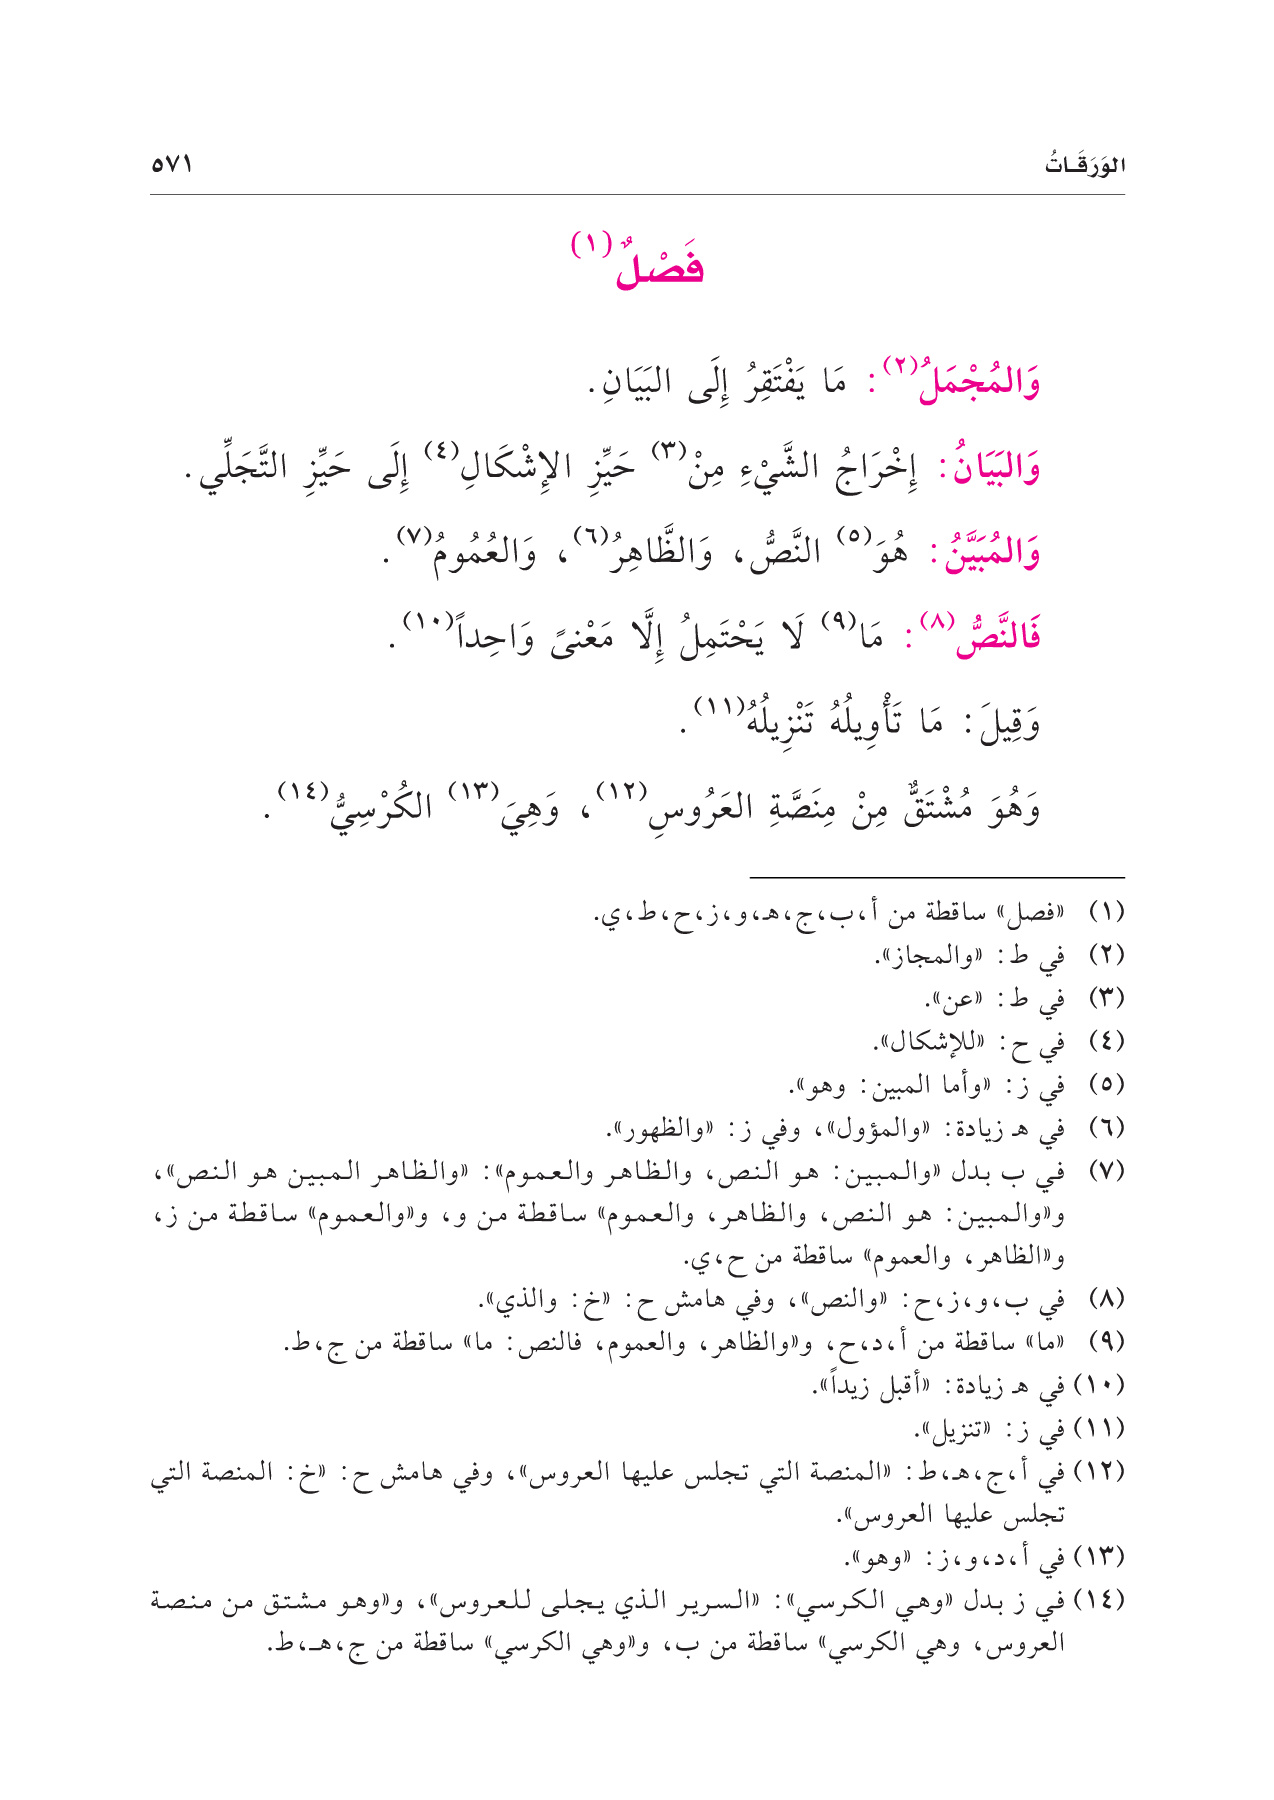 الوَرَقَـاتُ ٥٧١
فَصْلٌ(١)
وَالمُجْمَلُ(٢): مَا يَفْتَقِرُ إِلَى البَيَانِ.
وَالبَيَانُ: إِخْرَاجُ الشَّيْءِ مِنْ(٣) حَيِّزِ الإِشْكَالِ(٤) إِلَى حَيِّزِ التَّجَلِّي.
وَالمُبَيَّنُ: هُوَ(٥) النَّصُّ، وَالظَّاهِرُ(٦)، وَالعُمُومُ(٧).
فَالنَّصُّ(٨): مَا(٩) لَا يَحْتَمِلُ إِلَّا مَعْنىً وَاحِداً(١٠).
وَقِيلَ: مَا تَأْوِيلُهُ تَنْزِيلُهُ(١١).
وَهُوَ مُشْتَقٌّ مِنْ مِنَصَّةِ العَرُوسِ(١٢)، وَهِيَ(١٣) الكُرْسِيُّ(١٤).
(١) «فصل» ساقطة من أ،ب،ج،هـ،و،ز،ح،ط،ي.
(٢) في ط: «والمجاز».
(٣) في ط: «عن».
(٤) في ح: «للإشكال».
(٥) في ز: «وأما المبين: وهو».
(٦) في هـ زيادة: «والمؤول»، وفي ز: «والظهور».
(٧) في ب بدل «والمبين: هو النص، والظاهر والعموم»: «والظاهر المبين هو النص»،
و«والمبين: هو النص، والظاهر، والعموم» ساقطة من و، و«والعموم» ساقطة من ز،
و«الظاهر، والعموم» ساقطة من ح،ي.
(٨) في ب،و،ز،ح: «والنص»، وفي هامش ح: «خ: والذي».
(٩) «ما» ساقطة من أ،د،ح، و«والظاهر، والعموم، فالنص: ما» ساقطة من ج،ط.
(١٠) في هـ زيادة: «أقبل زيداً».
(١١) في ز: «تنزيل».
(١٢) في أ،ج،هـ،ط: «المنصة التي تجلس عليها العروس»، وفي هامش ح: «خ: المنصة التي
تجلس عليها العروس».
(١٣) في أ،د،و،ز: «وهو».
(١٤) في ز بدل «وهي الكرسي»: «السرير الذي يجلى للعروس»، و«وهو مشتق من منصة
العروس، وهي الكرسي» ساقطة من ب، و«وهي الكرسي» ساقطة من ج،هـ،ط.